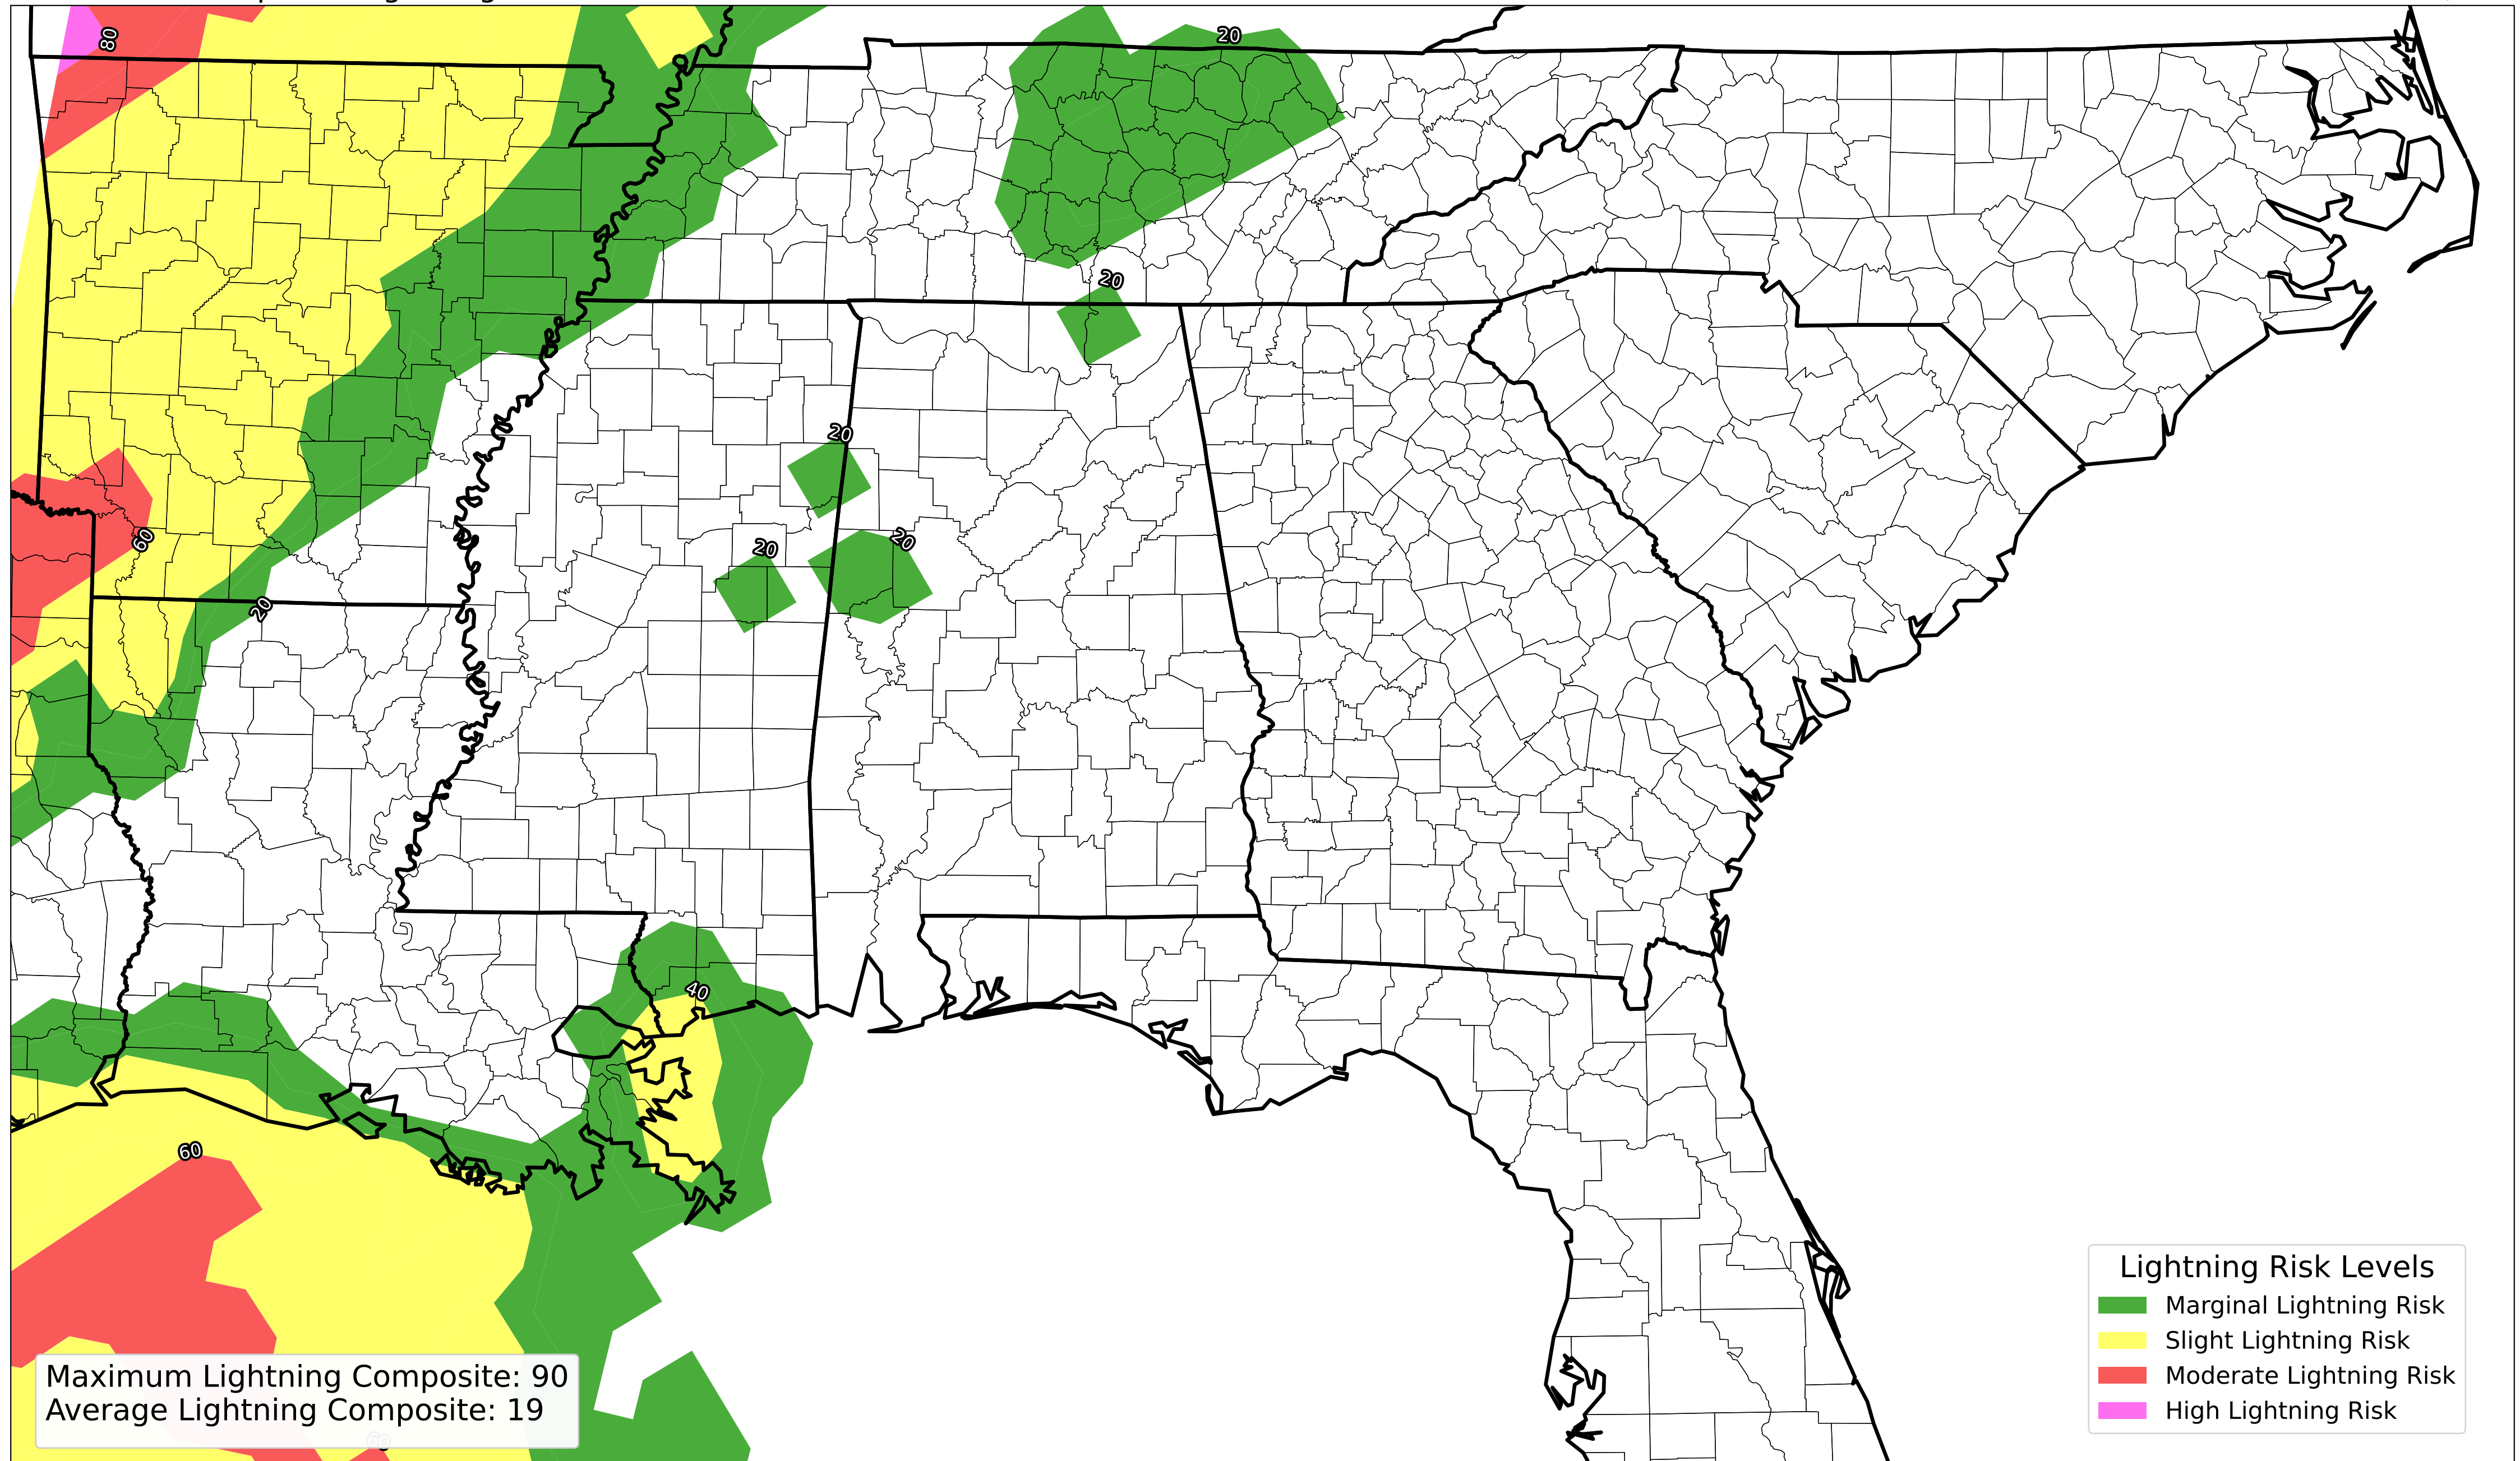 80
20
20
20
60
20
20
20
40
60
Lightning Risk Levels
Marginal Lightning Risk
Slight Lightning Risk
Moderate Lightning Risk
High Lightning Risk
Maximum Lightning Composite: 90
Average Lightning Composite: 19
60